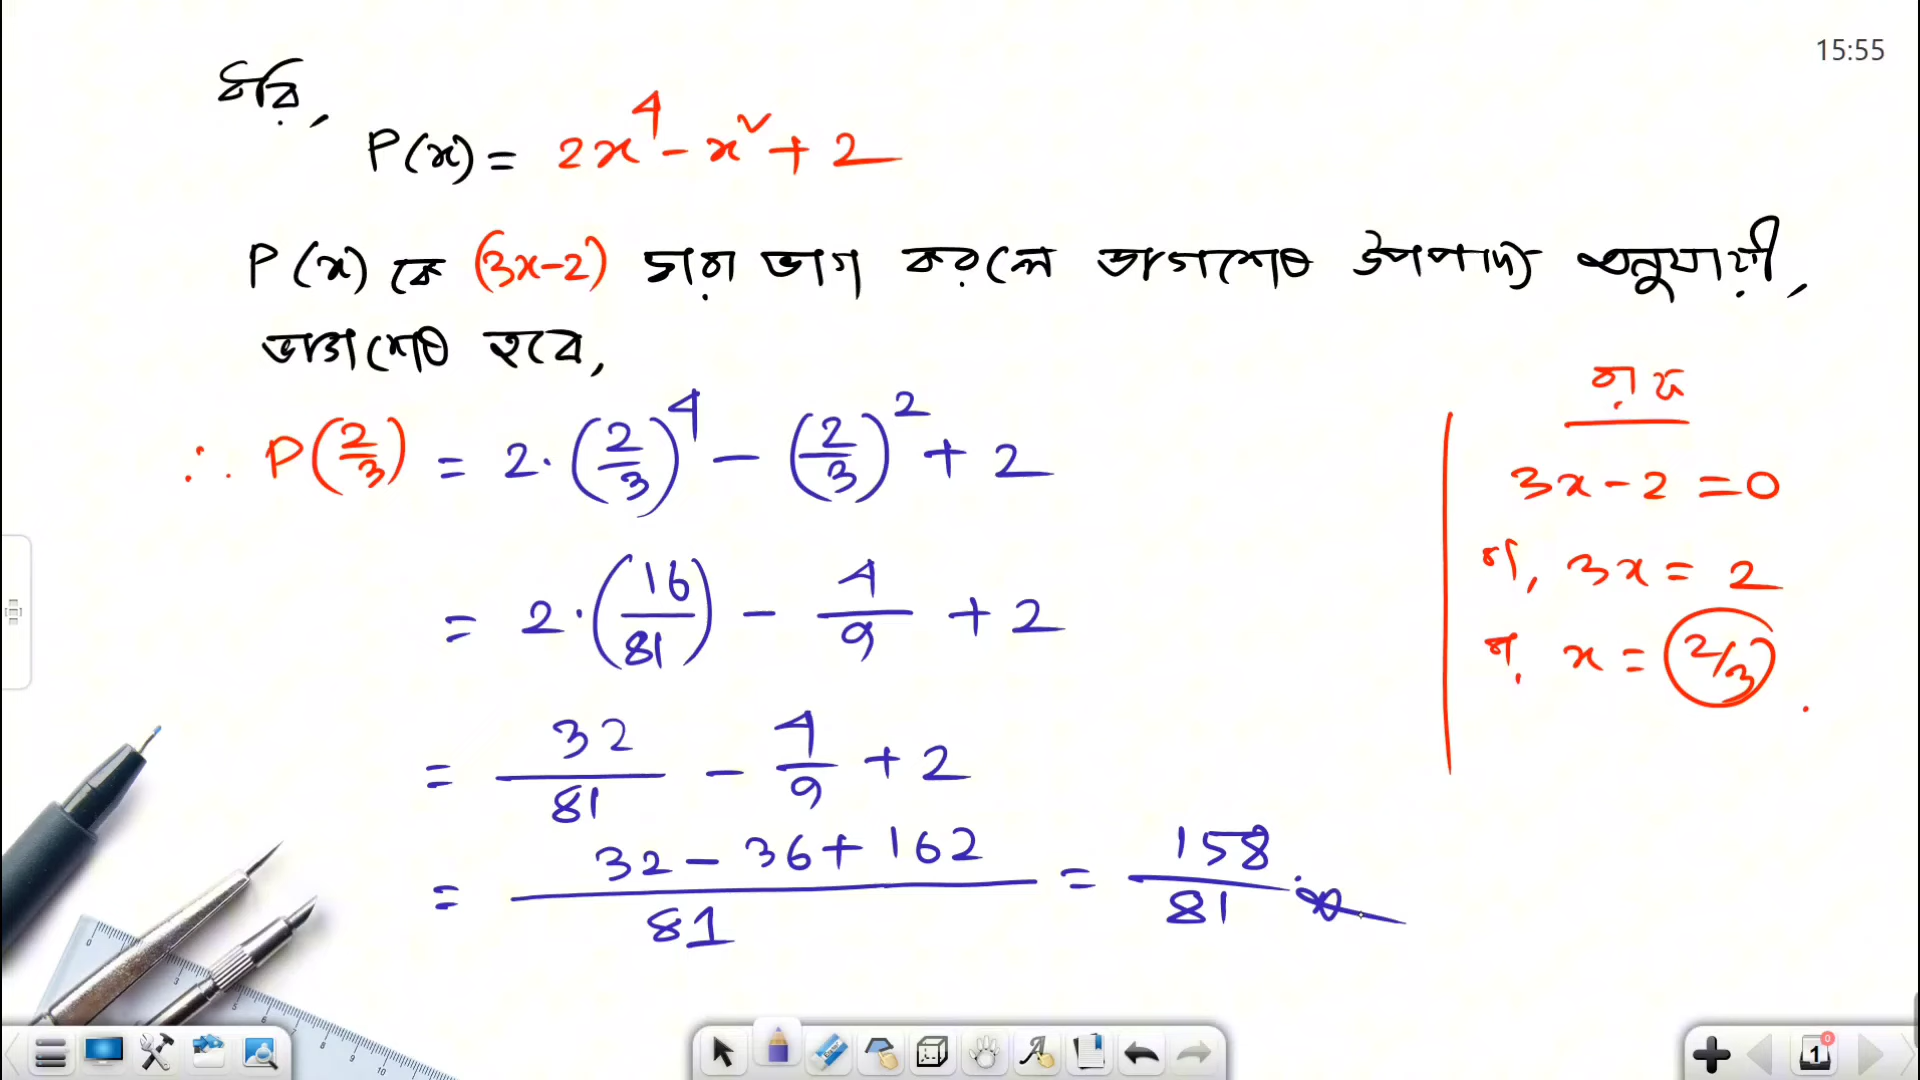 15:55
ধরি,
P(x) = 2x⁴ - x² + 2
P(x) কে (3x-2) দ্বারা ভাগ করলে ভাগশেষ উপপাদ্য অনুযায়ী,
ভাগশেষ হবে,
∴ P(2/3) = 2·(2/3)⁴ - (2/3)² + 2
= 2·(16/81) - 4/9 + 2
= 32/81 - 4/9 + 2
= (32 - 36 + 162)/81 = 158/81
3x - 2 = 0
বা, 3x = 2
বা, x = 2/3
1
0